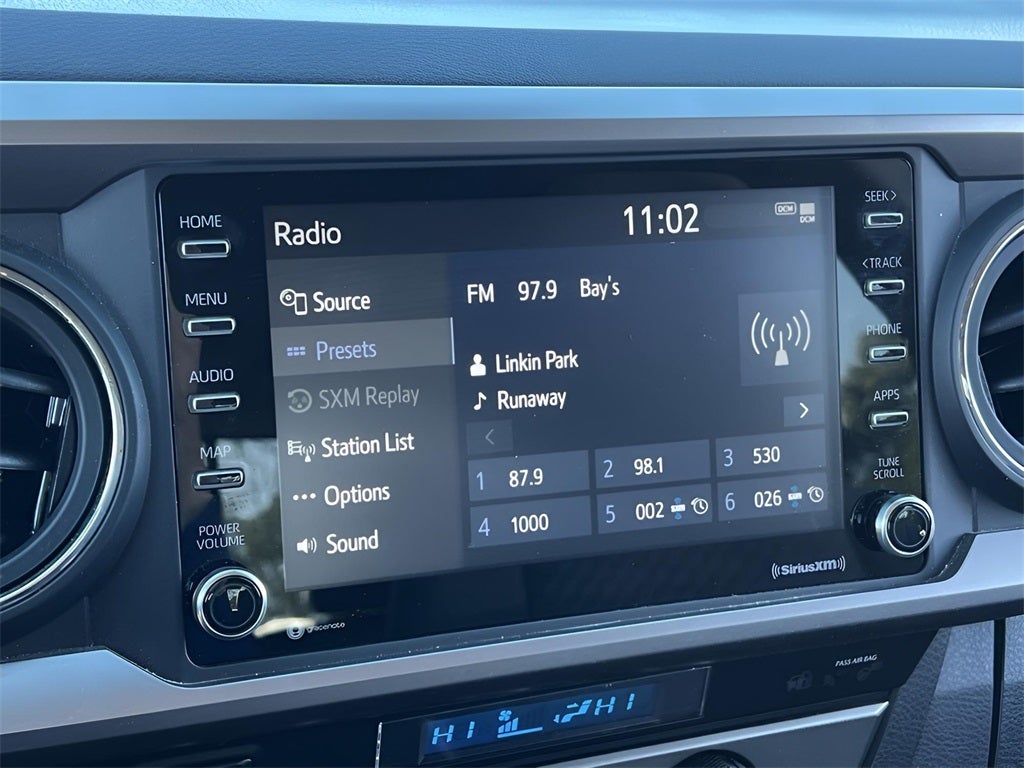 HOME
MENU
AUDIO
MAP
POWER
VOLUME
Radio
11:02
DCM
DCM
Source
Presets
SXM Replay
Station List
Options
Sound
FM 97.9 Bay's
Linkin Park
Runaway
1 87.9
2 98.1
3 530
4 1000
5 002
6 026
SEEK >
< TRACK
PHONE
APPS
TUNE
SCROLL
gracenote
((SiriusXM))
PASS AIR BAG
HI HI